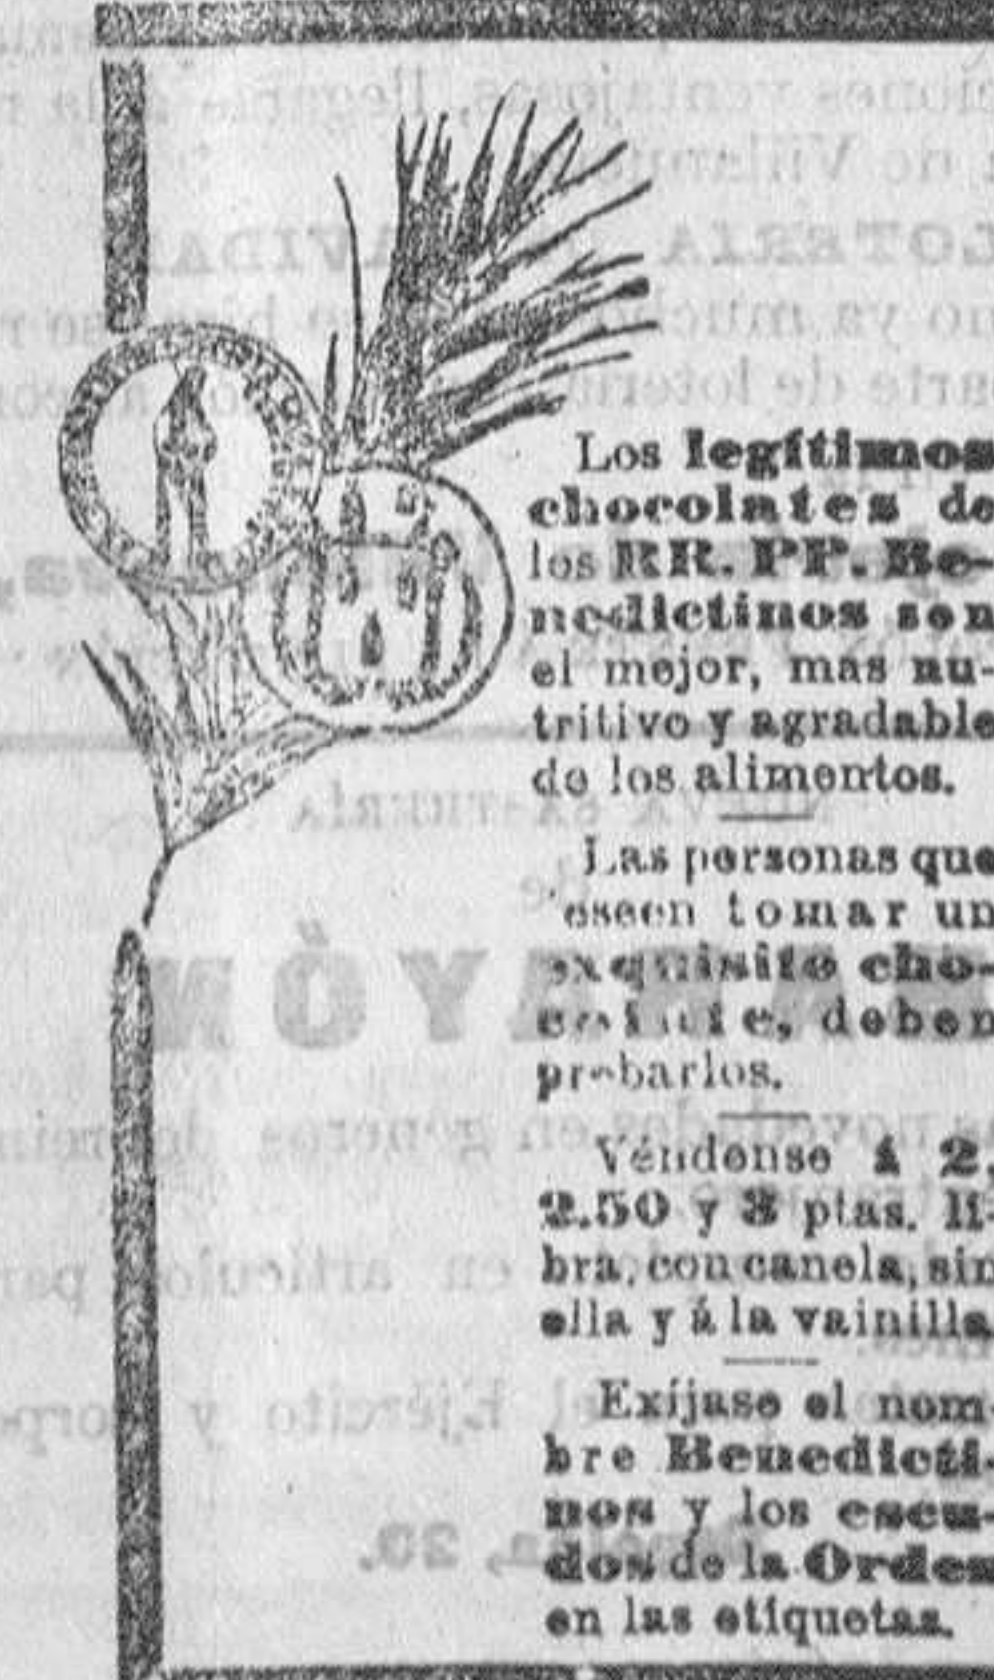 Los legítimos
chocolates de
los RR. PP. Be-
nedictinos son
el mejor, mas nu-
tritivo y agradable
de los alimentos.
Las personas que
eseen tomar un
exquisito cho-
colate, deben
probarlos.
Véndense á 2,
2.50 y 3 ptas. li-
bra, con canela, sin
ella y á la vainilla
Exíjase el nom-
bre Benedicti-
nos y los escu-
dos de la Orden
en las etiquetas.